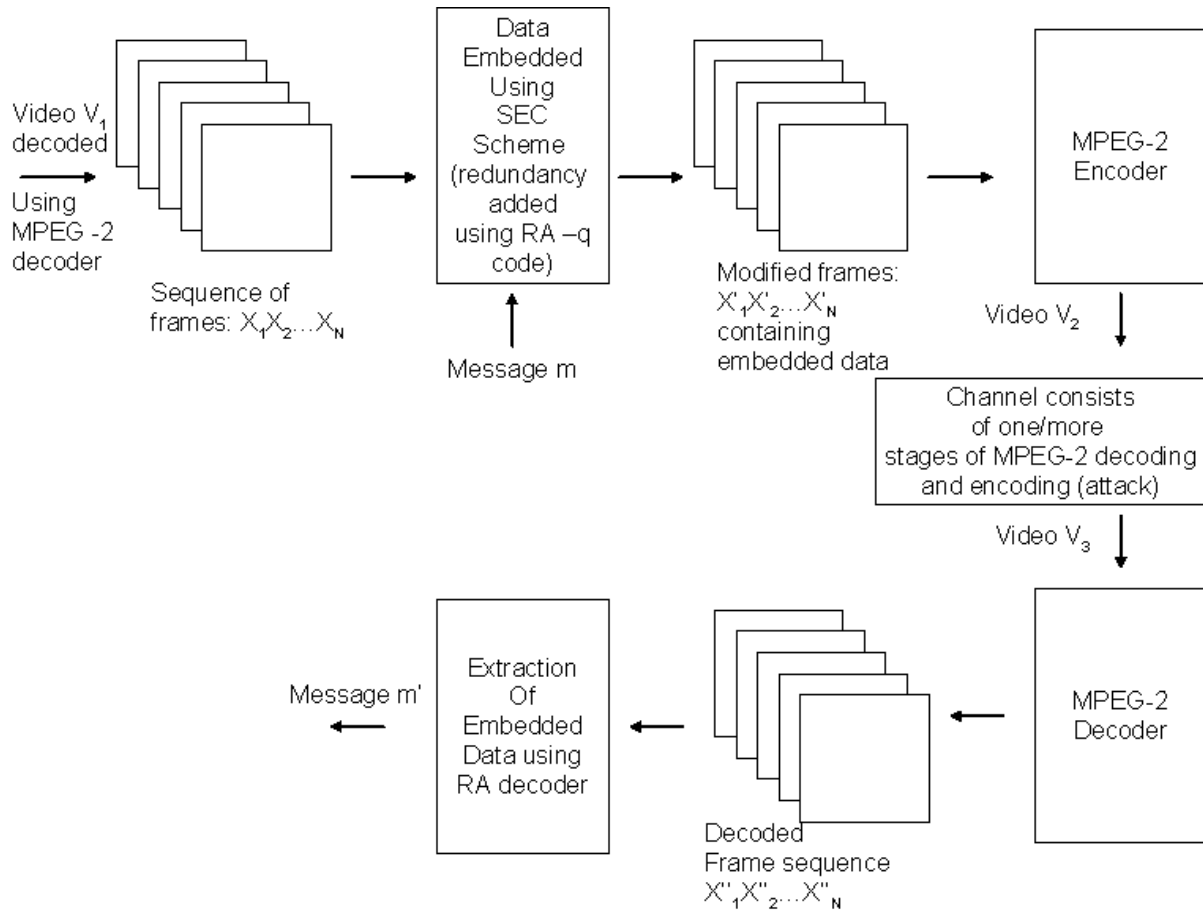 Video V₁
decoded
Using
MPEG -2
decoder
Sequence of
frames: X₁X₂...X_N
Data
Embedded
Using
SEC
Scheme
(redundancy
added
using RA –q
code)
Message m
Modified frames:
X'₁X'₂...X'_N
containing
embedded data
MPEG-2
Encoder
Video V₂
Channel consists
of one/more
stages of MPEG-2 decoding
and encoding (attack)
Video V₃
MPEG-2
Decoder
Decoded
Frame sequence
X''₁X''₂...X''_N
Extraction
Of
Embedded
Data using
RA decoder
Message m'